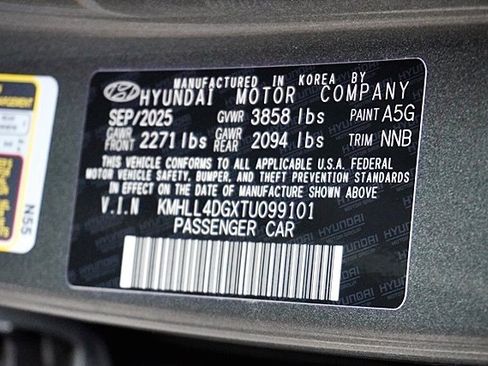 MANUFACTURED IN KOREA BY
HYUNDAI MOTOR COMPANY
SEP/2025 GVWR 3858 lbs PAINT A5G
GAWR FRONT 2271 lbs GAWR REAR 2094 lbs TRIM NNB
THIS VEHICLE CONFORMS TO ALL APPLICABLE U.S.A. FEDERAL
MOTOR VEHICLE SAFETY, BUMPER, AND THEFT PREVENTION STANDARDS
IN EFFECT ON THE DATE OF MANUFACTURE SHOWN ABOVE
V.I.N KMHLL4DGXTU099101
PASSENGER CAR
N55